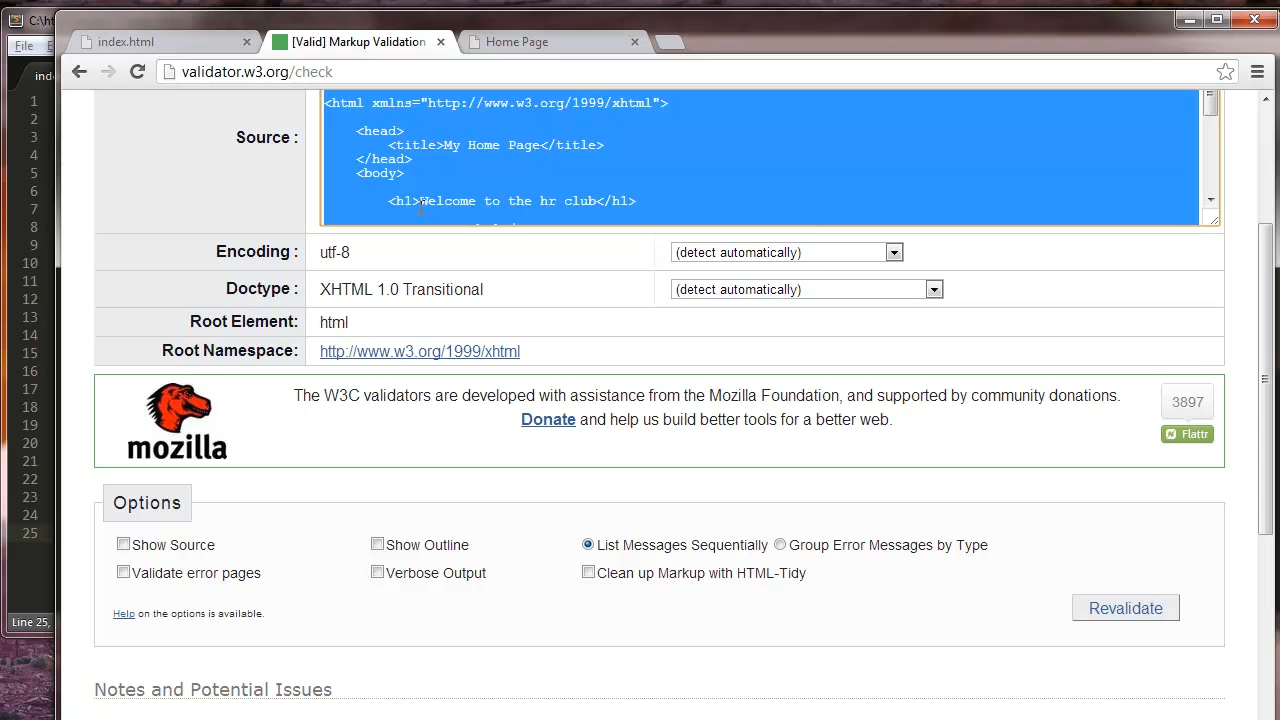 C:\ht
File E
index.html
[Valid] Markup Validation
Home Page
validator.w3.org/check
inde
1
2
3
4
5
6
7
8
9
10
11
12
13
14
15
16
17
18
19
20
21
22
23
24
25
Line 25,
Source :
<html xmlns="http://www.w3.org/1999/xhtml">
<head>
<title>My Home Page</title>
</head>
<body>
<h1>Welcome to the hr club</h1>
Encoding : utf-8 (detect automatically)
Doctype : XHTML 1.0 Transitional (detect automatically)
Root Element: html
Root Namespace: http://www.w3.org/1999/xhtml
mozilla
The W3C validators are developed with assistance from the Mozilla Foundation, and supported by community donations.
Donate and help us build better tools for a better web.
3897
Flattr
Options
Show Source Show Outline List Messages Sequentially Group Error Messages by Type
Validate error pages Verbose Output Clean up Markup with HTML-Tidy
Help on the options is available.
Revalidate
Notes and Potential Issues